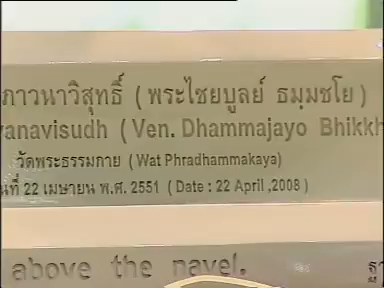 ภาวนาวิสุทธิ์ ( พระไชยบูลย์ ธมฺมชโย )
yanavisudh ( Ven. Dhammajayo Bhikkh
วัดพระธรรมกาย ( Wat Phradhammakaya)
นที่ 22 เมษายน พ.ศ. 2551 ( Date : 22 April ,2008 )
above the navel.
ฐา